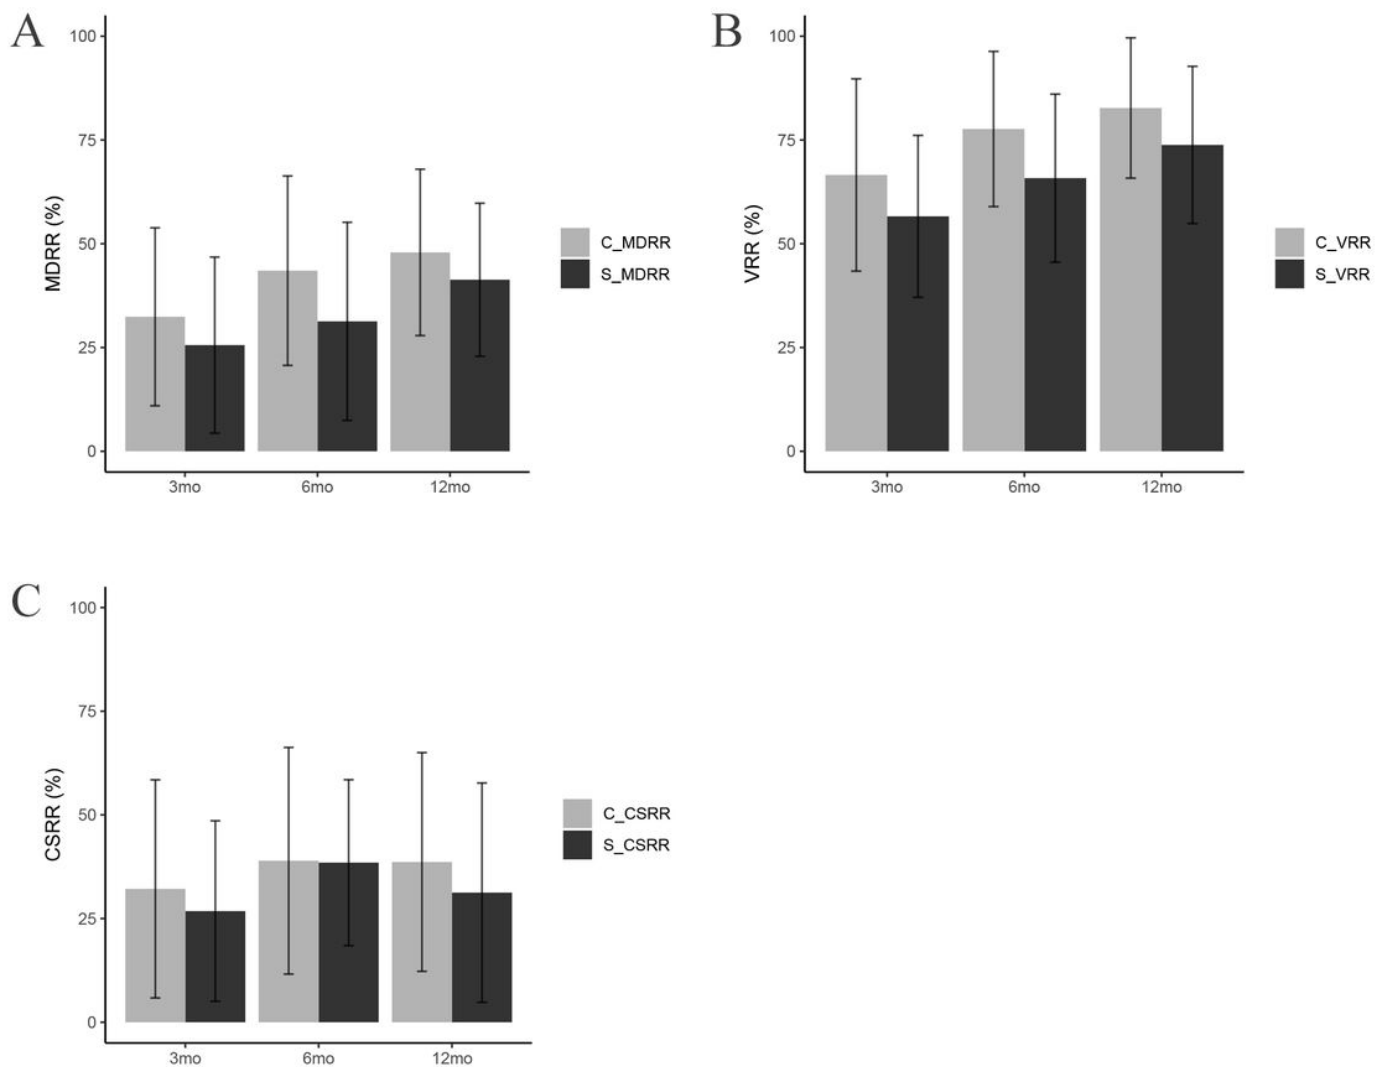 A
100
75
50
25
0
MDRR (%)
3mo 6mo 12mo
C_MDRR
S_MDRR
B
100
75
50
25
0
VRR (%)
3mo 6mo 12mo
C_VRR
S_VRR
C
100
75
50
25
0
CSRR (%)
3mo 6mo 12mo
C_CSRR
S_CSRR